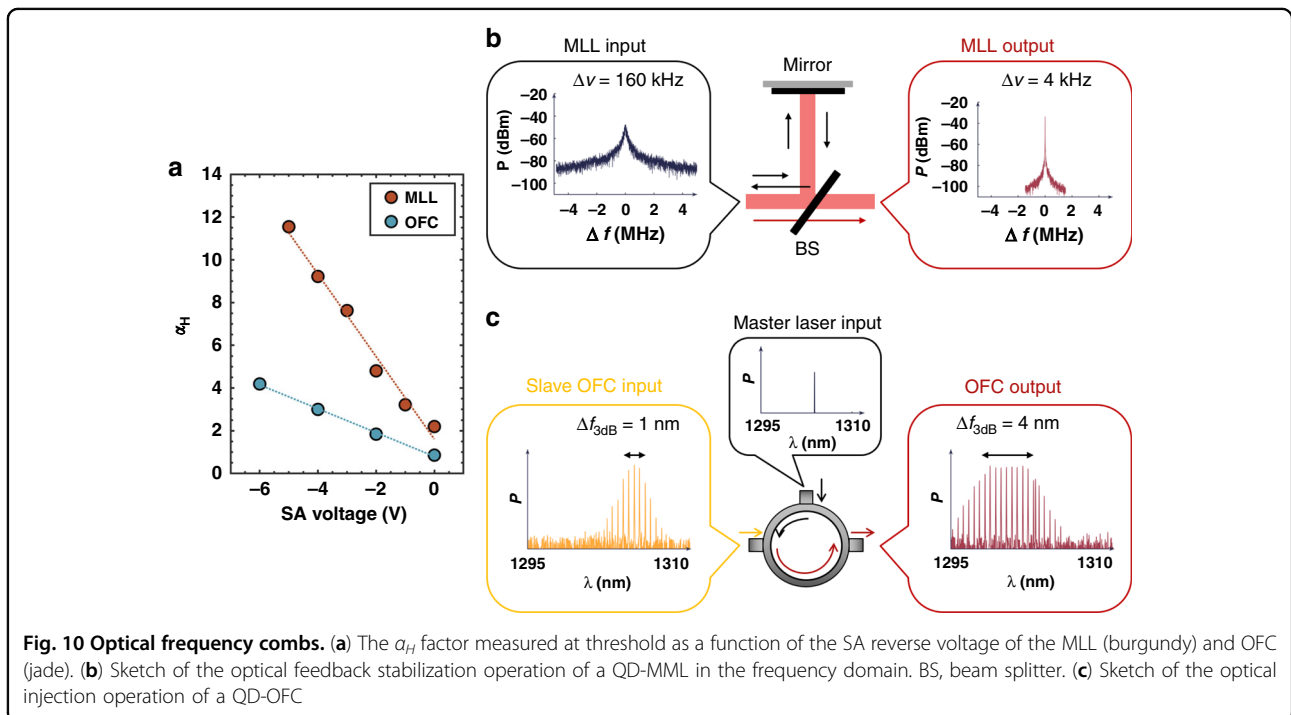 a
14
12
10
8
6
4
2
0
α_H
−6 −4 −2 0
SA voltage (V)
MLL
OFC
b
MLL input
Δν = 160 kHz
−20
−40
−60
−80
−100
P (dBm)
−4 −2 0 2 4
Δ f (MHz)
Mirror
BS
MLL output
Δν = 4 kHz
−20
−40
−60
−80
−100
P (dBm)
−4 −2 0 2 4
Δ f (MHz)
c
Slave OFC input
Δf3dB = 1 nm
P
1295 1310
λ (nm)
Master laser input
P
1295 1310
λ (nm)
OFC output
Δf3dB = 4 nm
P
1295 1310
λ (nm)
Fig. 10 Optical frequency combs. (a) The α_H factor measured at threshold as a function of the SA reverse voltage of the MLL (burgundy) and OFC
(jade). (b) Sketch of the optical feedback stabilization operation of a QD-MML in the frequency domain. BS, beam splitter. (c) Sketch of the optical
injection operation of a QD-OFC